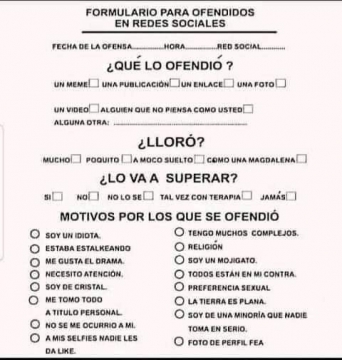 FORMULARIO PARA OFENDIDOS
EN REDES SOCIALES
FECHA DE LA OFENSA..............HORA..............RED SOCIAL..............
¿QUÉ LO OFENDIÓ ?
UN MEME UNA PUBLICACIÓN UN ENLACE UNA FOTO
UN VIDEO ALGUIEN QUE NO PIENSA COMO USTED
ALGUNA OTRA: ..............................................
¿LLORÓ?
MUCHO POQUITO A MOCO SUELTO CÓMO UNA MAGDALENA
¿LO VA A SUPERAR?
SI NO NO LO SE TAL VEZ CON TERAPIA JAMÁS
MOTIVOS POR LOS QUE SE OFENDIÓ
SOY UN IDIOTA.
ESTABA ESTALKEANDO
ME GUSTA EL DRAMA.
NECESITO ATENCIÓN.
SOY DE CRISTAL.
ME TOMO TODO
A TITULO PERSONAL.
NO SE ME OCURRIO A MI.
A MIS SELFIES NADIE LES
DA LIKE.
TENGO MUCHOS COMPLEJOS.
RELIGIÓN
SOY UN MOJIGATO.
TODOS ESTÁN EN MI CONTRA.
PREFERENCIA SEXUAL
LA TIERRA ES PLANA.
SOY DE UNA MINORÍA QUE NADIE
TOMA EN SERIO.
FOTO DE PERFIL FEA